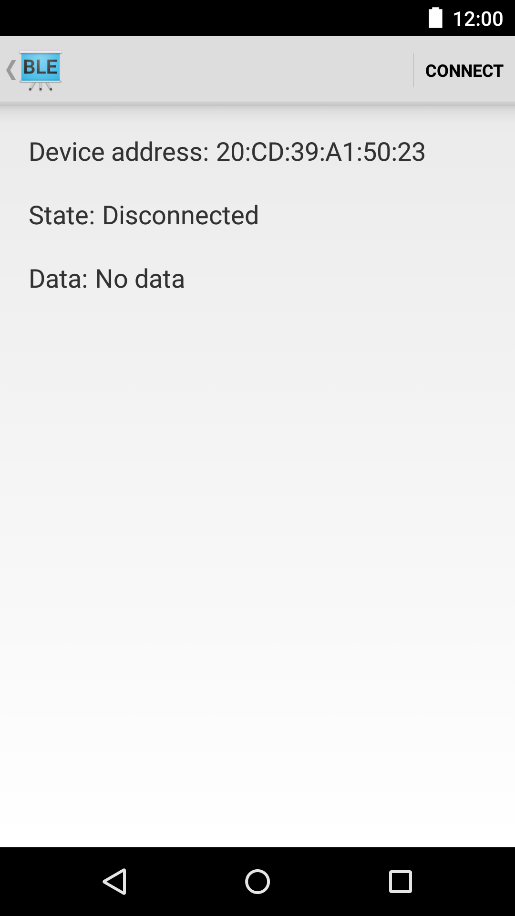 12:00
BLE
CONNECT
Device address: 20:CD:39:A1:50:23
State: Disconnected
Data: No data